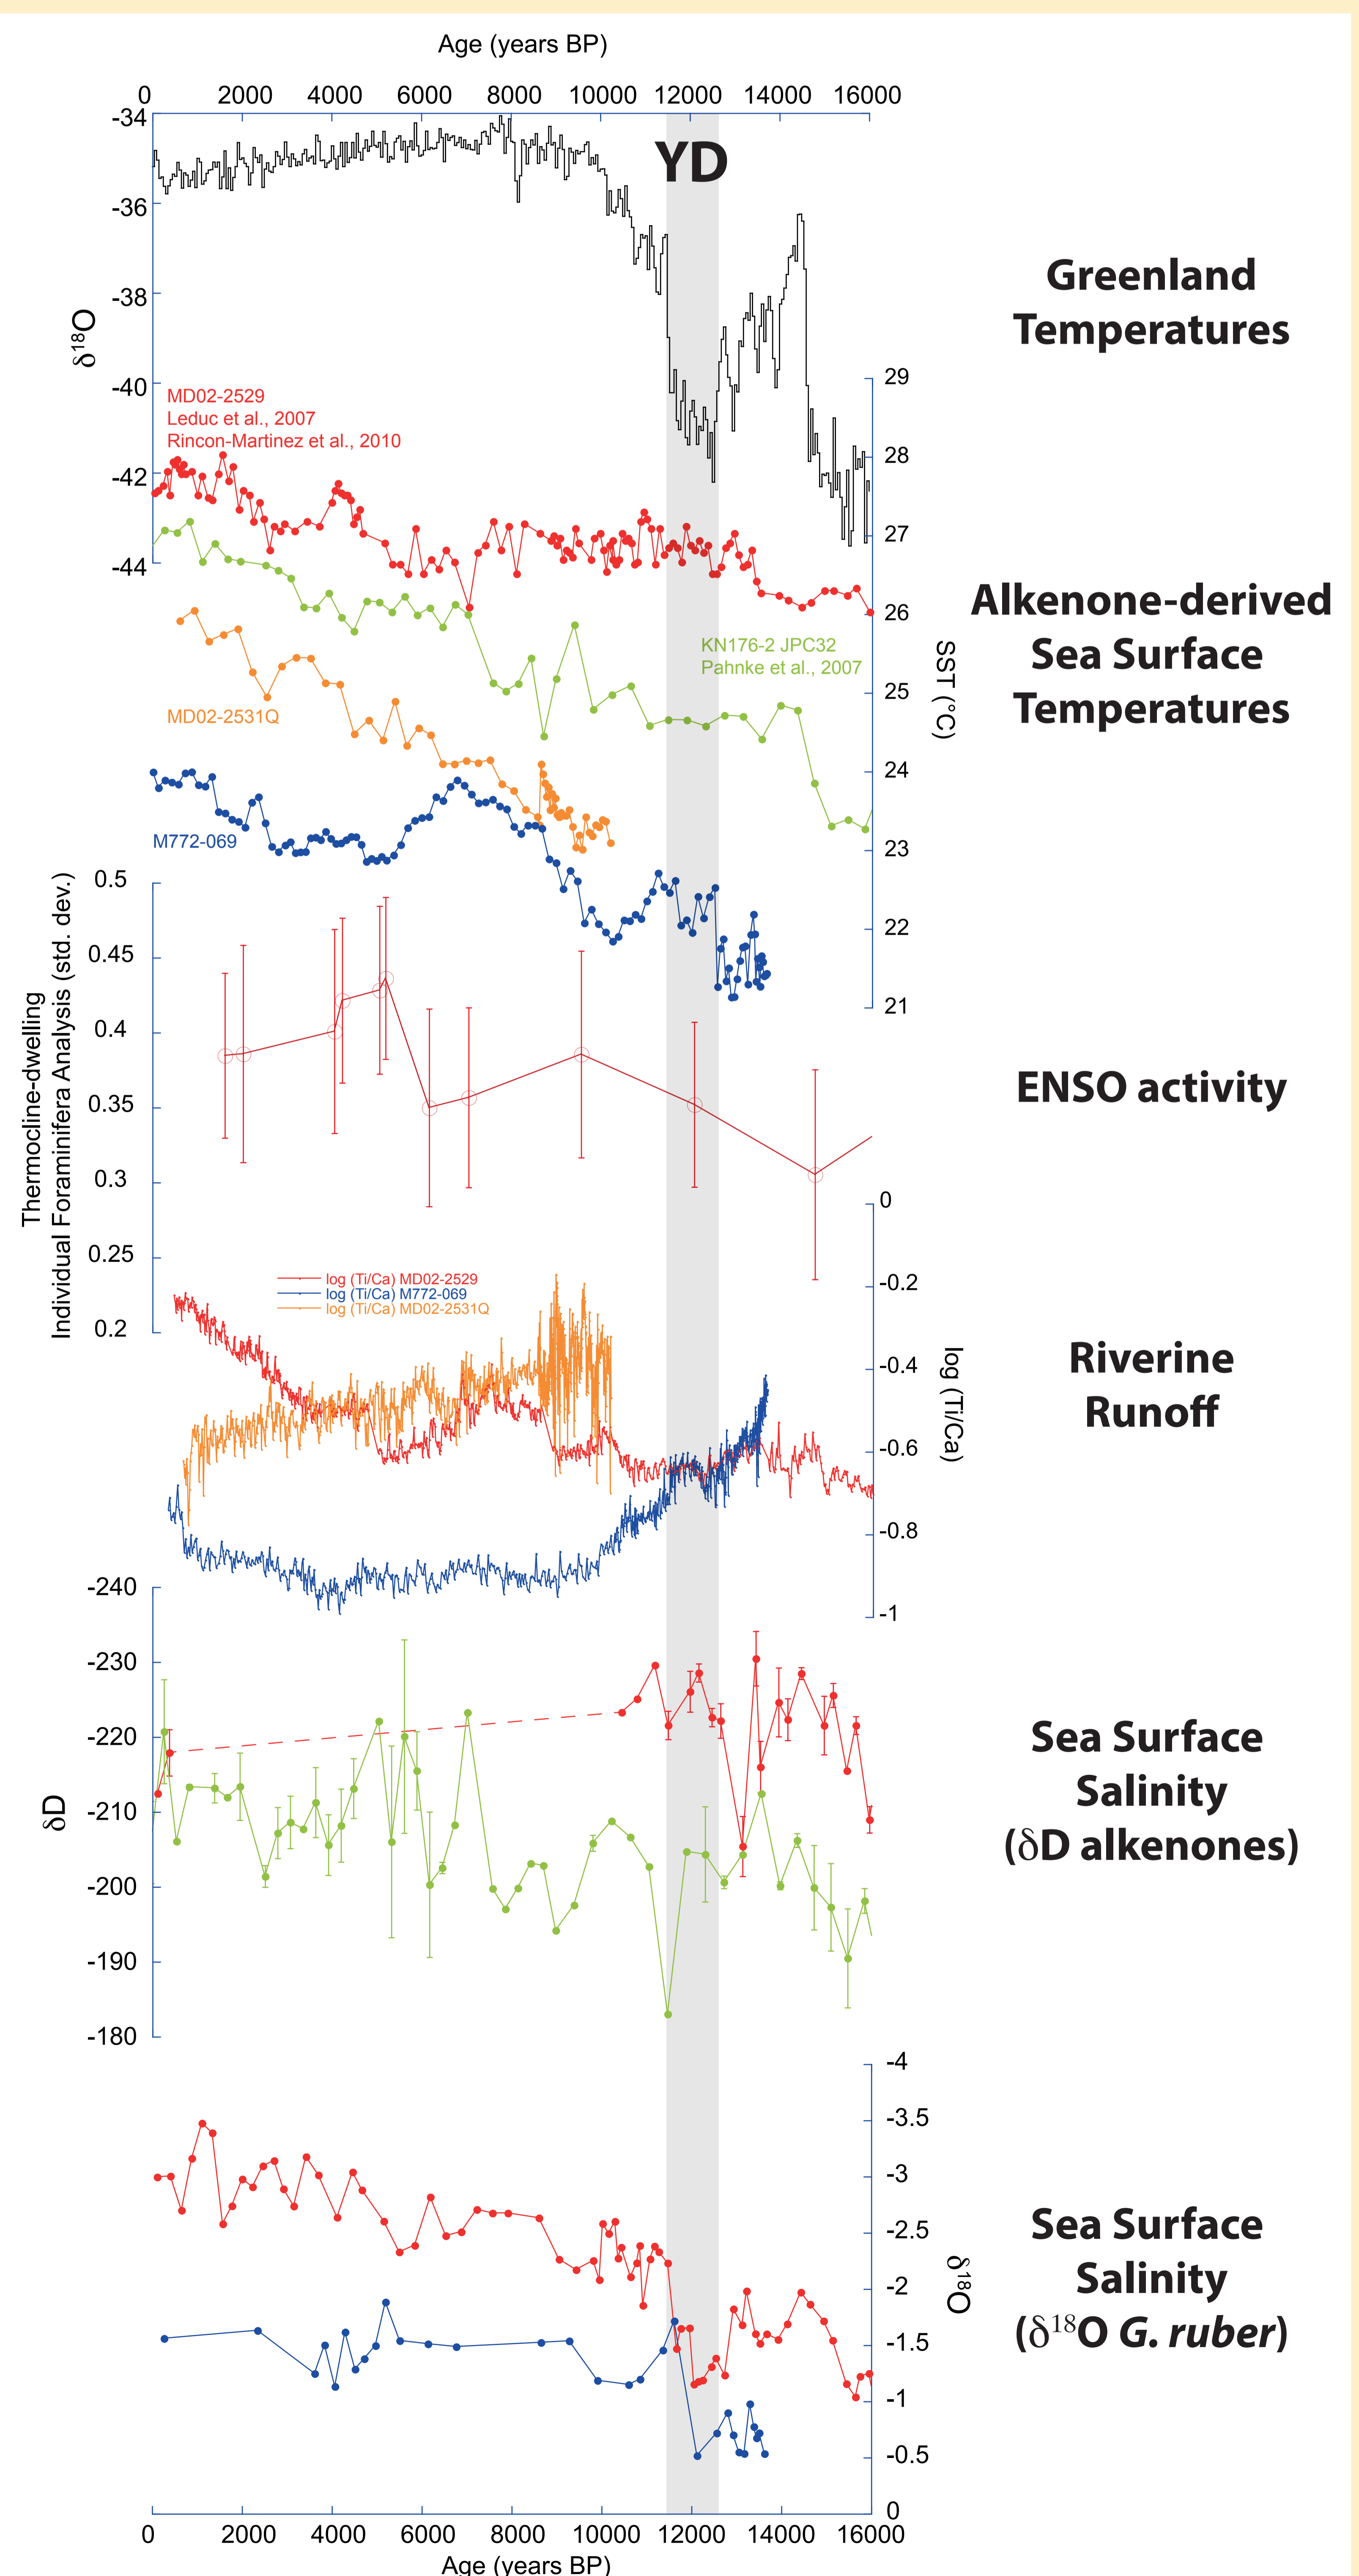 Age (years BP)
0 2000 4000 6000 8000 10000 12000 14000 16000
-34
-36
-38
-40
-42
-44
δ18O
YD
Greenland
Temperatures
MD02-2529
Leduc et al., 2007
Rincon-Martinez et al., 2010
29
28
27
26
25
24
23
22
21
SST (°C)
KN176-2 JPC32
Pahnke et al., 2007
MD02-2531Q
M772-069
Alkenone-derived
Sea Surface
Temperatures
0.5
0.45
0.4
0.35
0.3
0.25
0.2
Thermocline-dwelling
Individual Foraminifera Analysis (std. dev.)
ENSO activity
0
-0.2
-0.4
-0.6
-0.8
-1
log (Ti/Ca)
log (Ti/Ca) MD02-2529
log (Ti/Ca) M772-069
log (Ti/Ca) MD02-2531Q
Riverine
Runoff
-240
-230
-220
-210
-200
-190
-180
δD
Sea Surface
Salinity
(δD alkenones)
-4
-3.5
-3
-2.5
-2
-1.5
-1
-0.5
0
δ18O
Sea Surface
Salinity
(δ18O G. ruber)
0 2000 4000 6000 8000 10000 12000 14000 16000
Age (years BP)